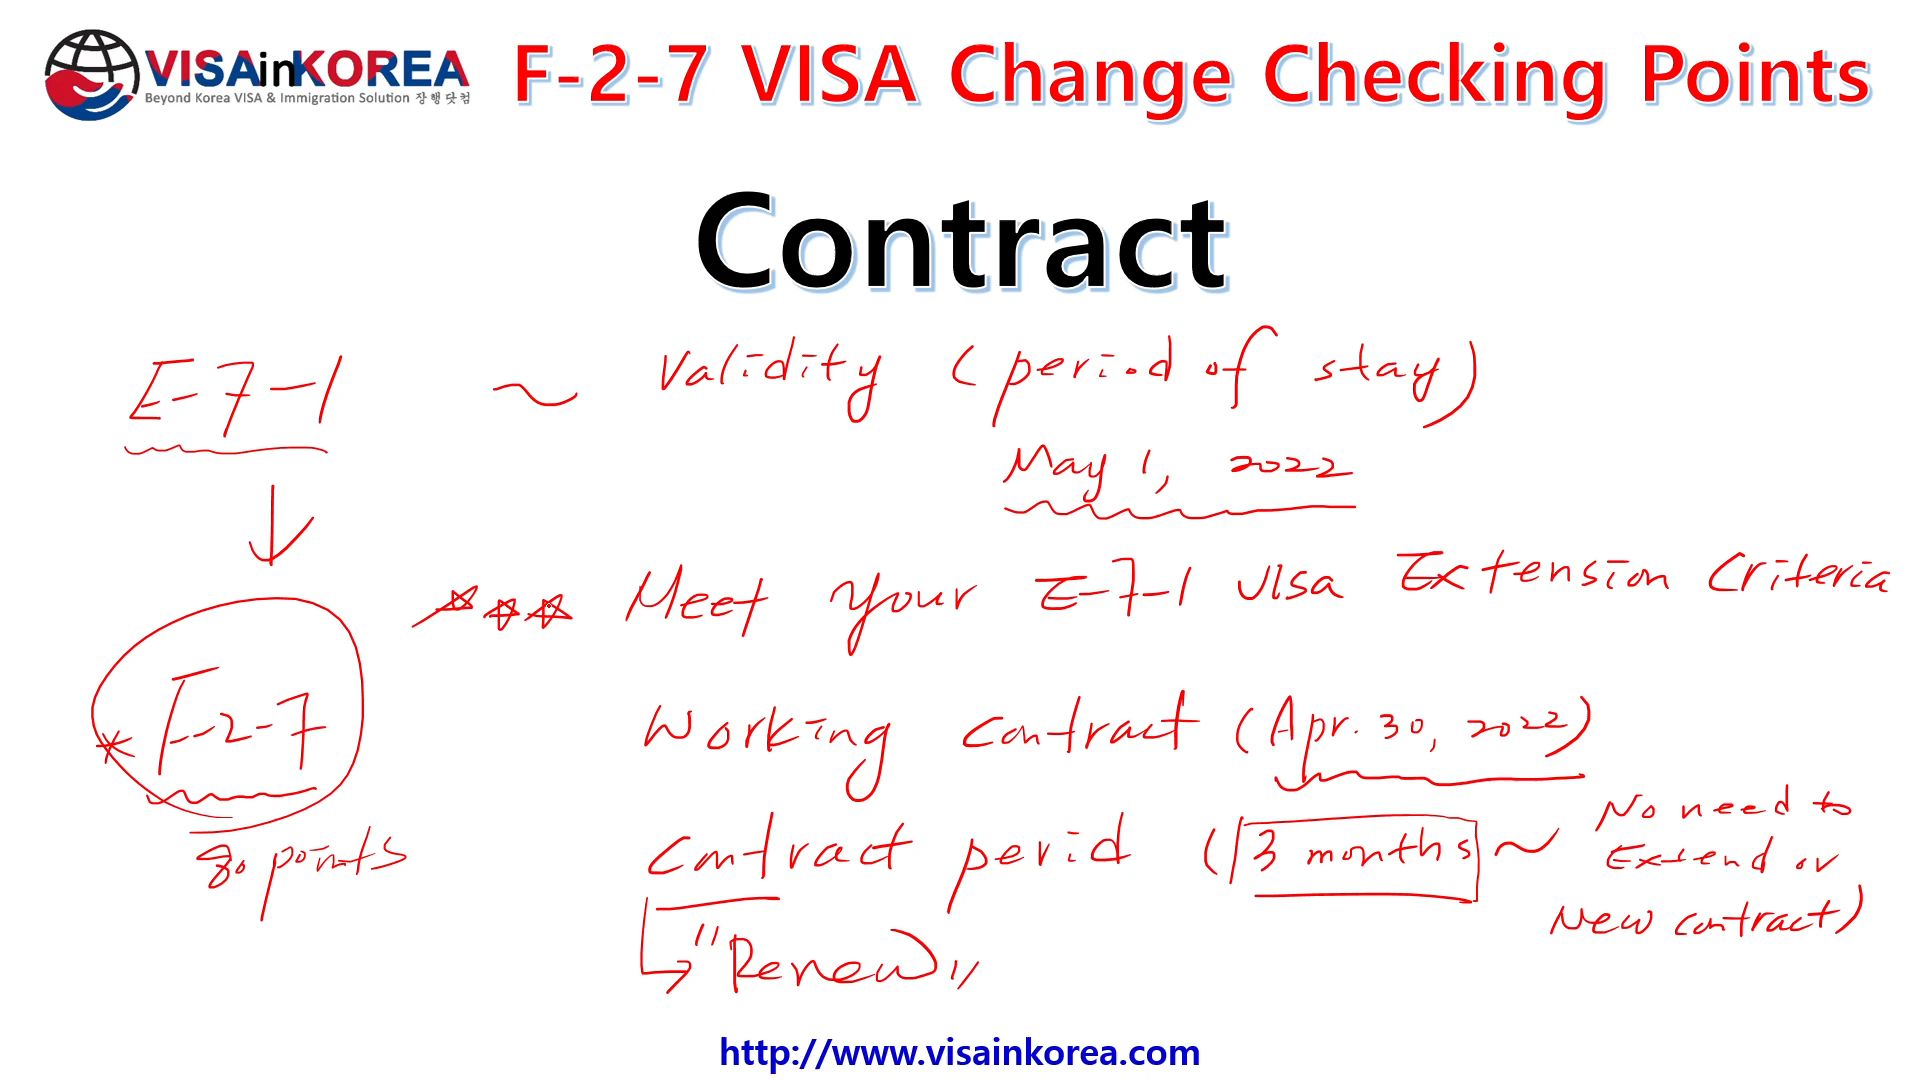 VISAinKOREA
Beyond Korea VISA & Immigration Solution 장행닷컴
F-2-7 VISA Change Checking Points
Contract
E-7-1 ~ Validity (period of stay)
May 1, 2022
Meet your E-7-1 visa Extension Criteria
F-2-7
80 points
Working contract (Apr. 30, 2022)
contract perid (3 months ~ No need to
Extend or
New contract)
"Renew"
http://www.visainkorea.com